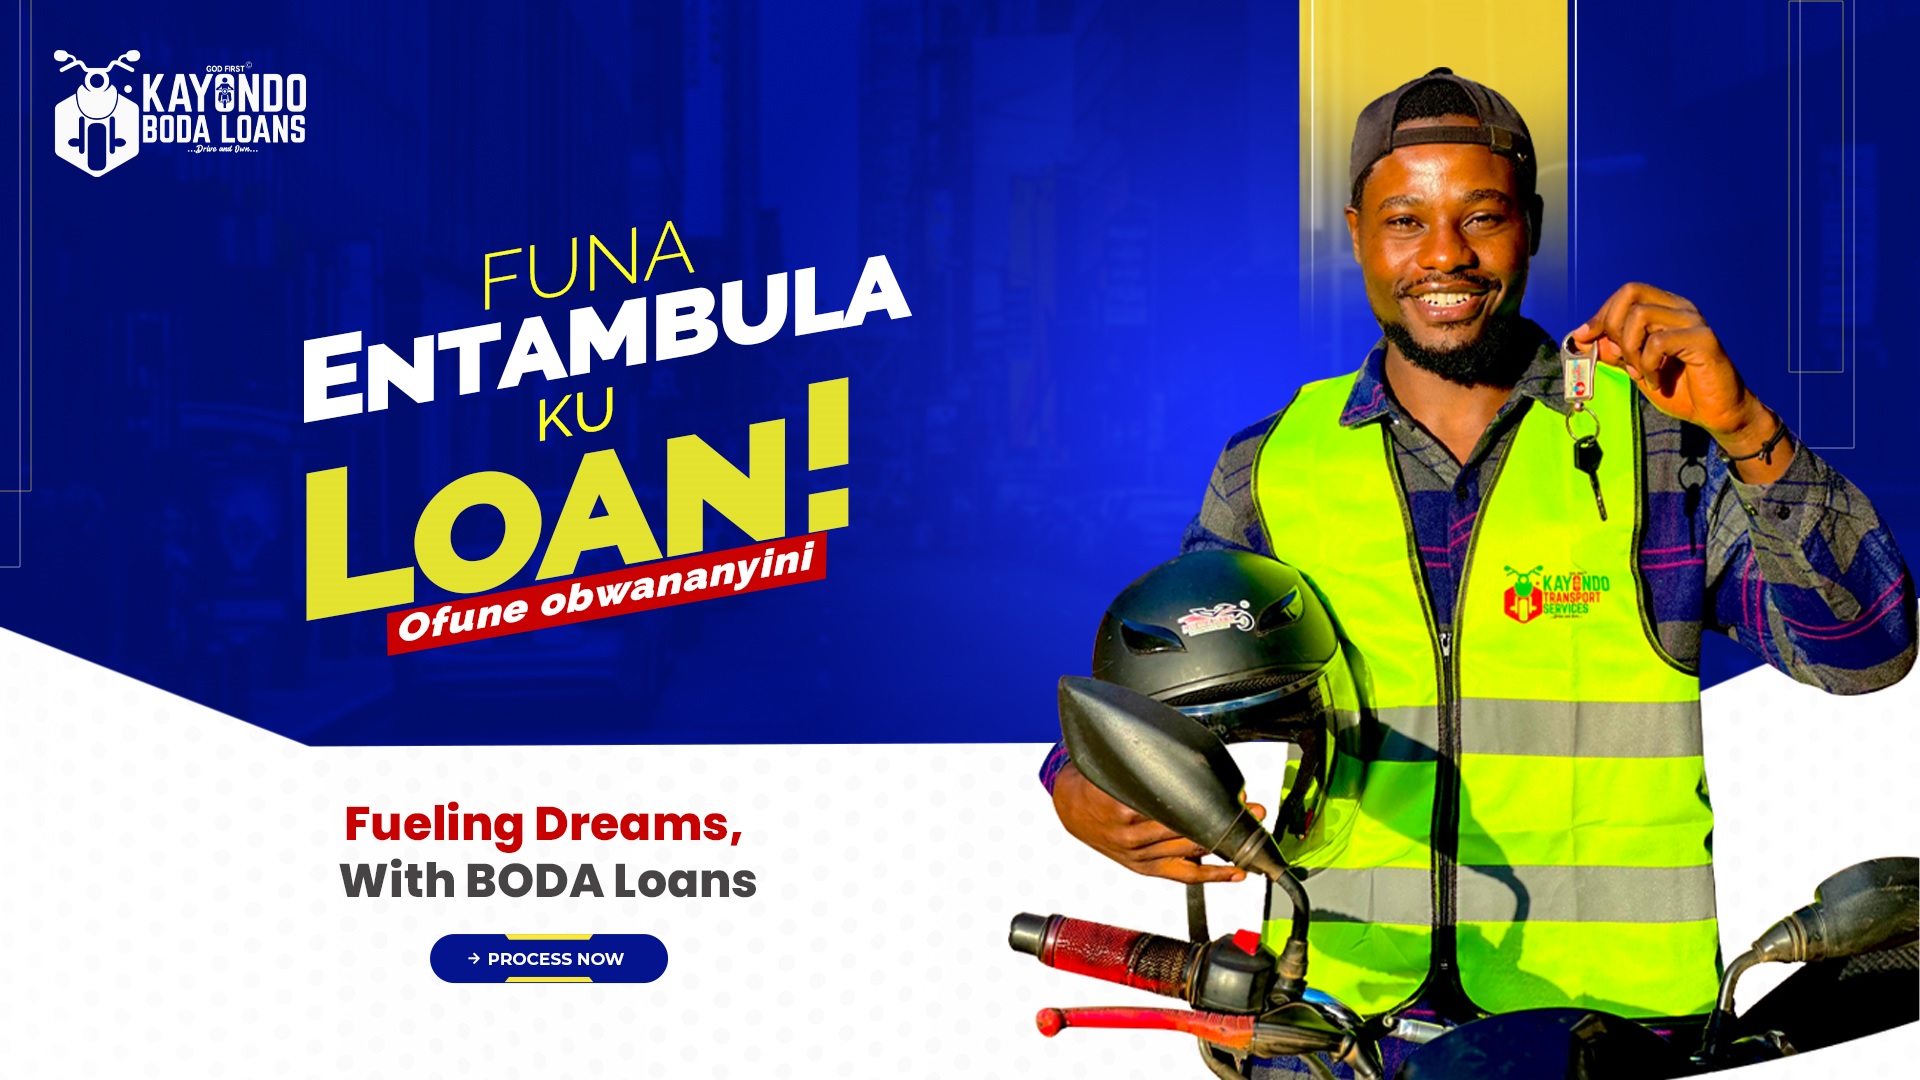 GOD FIRST
KAYONDO
BODA LOANS
...Drive and Own...
FUNA
ENTAMBULA
KU
LOAN!
Ofune obwananyini
KAYONDO
TRANSPORT
SERVICES
Fueling Dreams,
With BODA Loans
→ PROCESS NOW